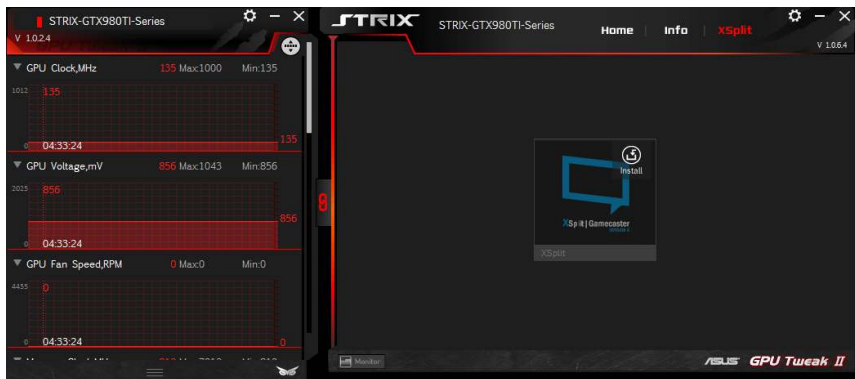 STRIX-GTX980TI-Series
V 1.0.2.4
GPU Clock,MHz 135 Max:1000 Min:135
1012 135
135
0 04:33:24
GPU Voltage,mV 856 Max:1043 Min:856
2025 856
856
0 04:33:24
GPU Fan Speed,RPM 0 Max:0 Min:0
4455 0
0 04:33:24 0
STRIX STRIX-GTX980TI-Series Home Info XSplit
V 1.0.6.4
Install
XSplit | Gamecaster
XSplit
Monitor
ASUS GPU Tweak II